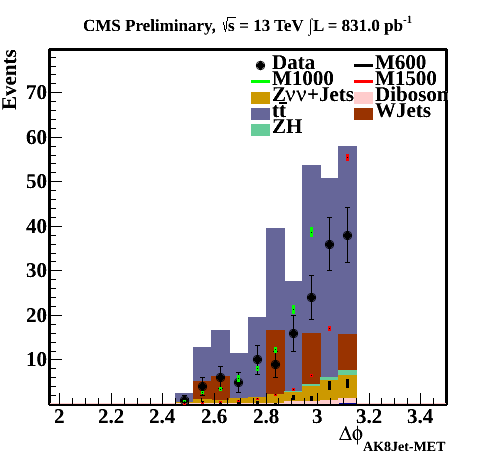 CMS Preliminary, √s = 13 TeV ∫L = 831.0 pb⁻¹
Events
Data
M600
M1000
M1500
Zνν+Jets
Diboson
tt̄
WJets
ZH
70
60
50
40
30
20
10
2 2.2 2.4 2.6 2.8 3 3.2 3.4
Δϕ AK8Jet-MET